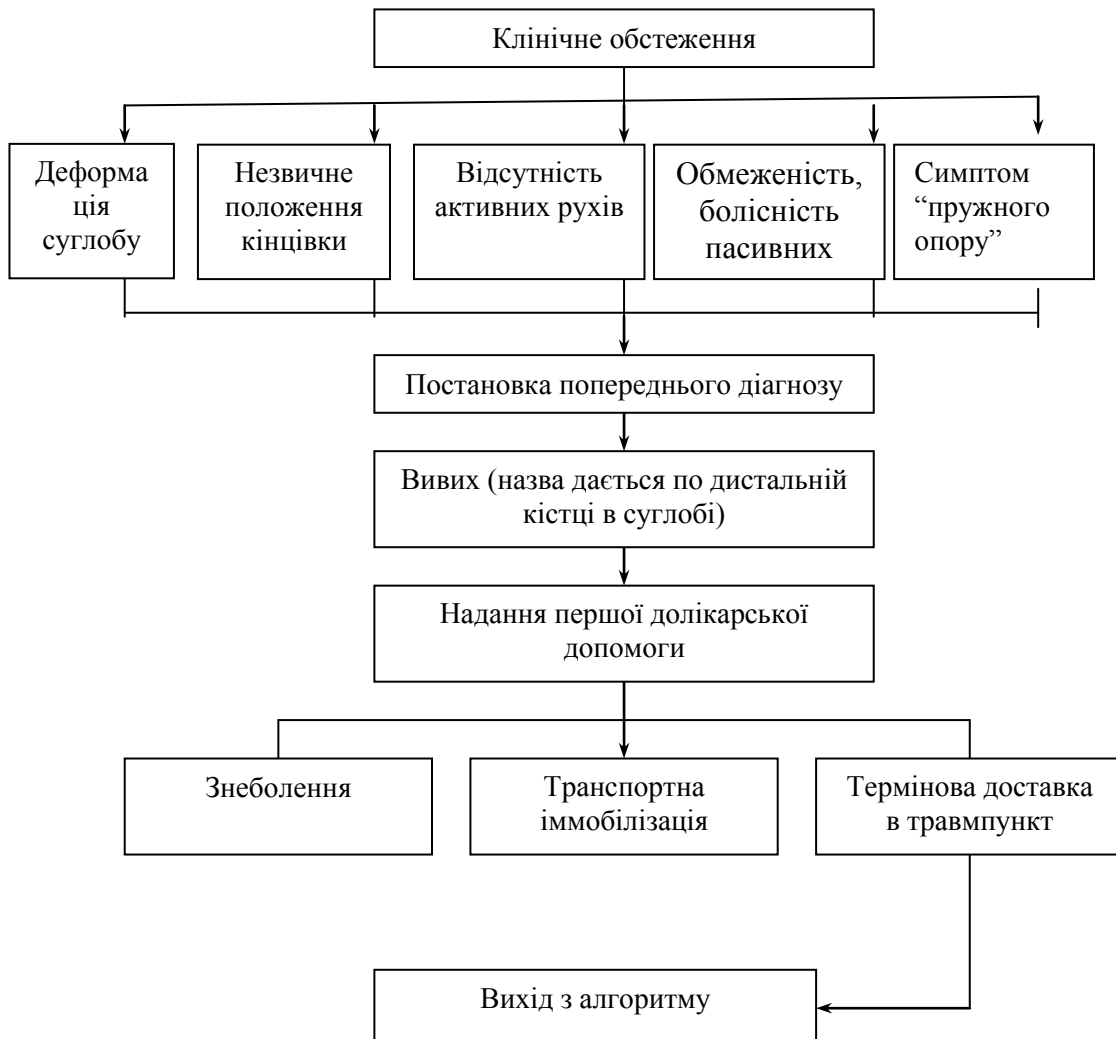 Клінічне обстеження
Деформа
ція
суглобу
Незвичне
положення
кінцівки
Відсутність
активних рухів
Обмеженість,
болісність
пасивних
Симптом
“пружного
опору”
Постановка попереднього діагнозу
Вивих (назва дається по дистальній
кістці в суглобі)
Надання першої долікарської
допомоги
Знеболення
Транспортна
іммобілізація
Термінова доставка
в травмпункт
Вихід з алгоритму